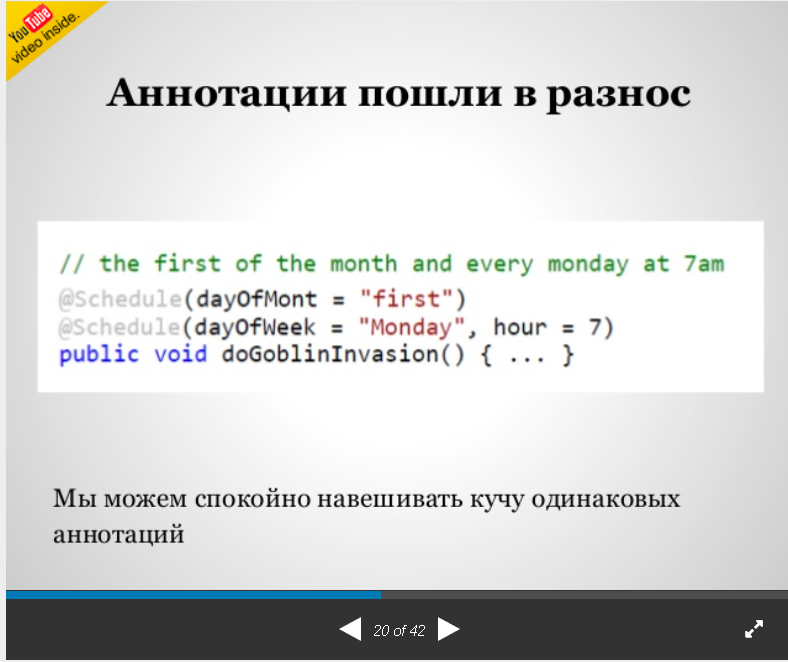 YouTube
video inside.
Аннотации пошли в разнос
// the first of the month and every monday at 7am
@Schedule(dayOfMont = "first")
@Schedule(dayOfWeek = "Monday", hour = 7)
public void doGoblinInvasion() { ... }
Мы можем спокойно навешивать кучу одинаковых
аннотаций
20 of 42